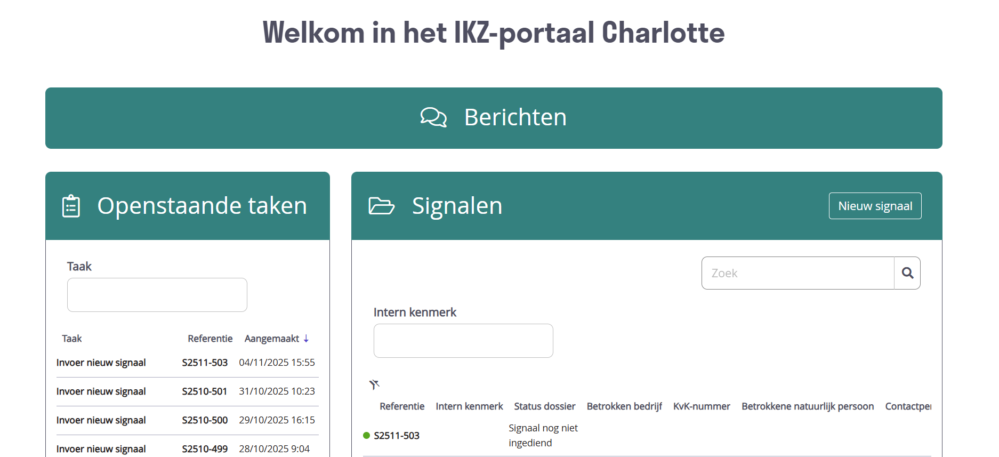 Welkom in het IKZ-portaal Charlotte
Berichten
Openstaande taken
Taak
Taak Referentie Aangemaakt ↓
Invoer nieuw signaal S2511-503 04/11/2025 15:55
Invoer nieuw signaal S2510-501 31/10/2025 10:23
Invoer nieuw signaal S2510-500 29/10/2025 16:15
Invoer nieuw signaal S2510-499 28/10/2025 9:04
Signalen
Nieuw signaal
Zoek
Intern kenmerk
Referentie Intern kenmerk Status dossier Betrokken bedrijf KvK-nummer Betrokkene natuurlijk persoon Contactper
S2511-503 Signaal nog niet
ingediend